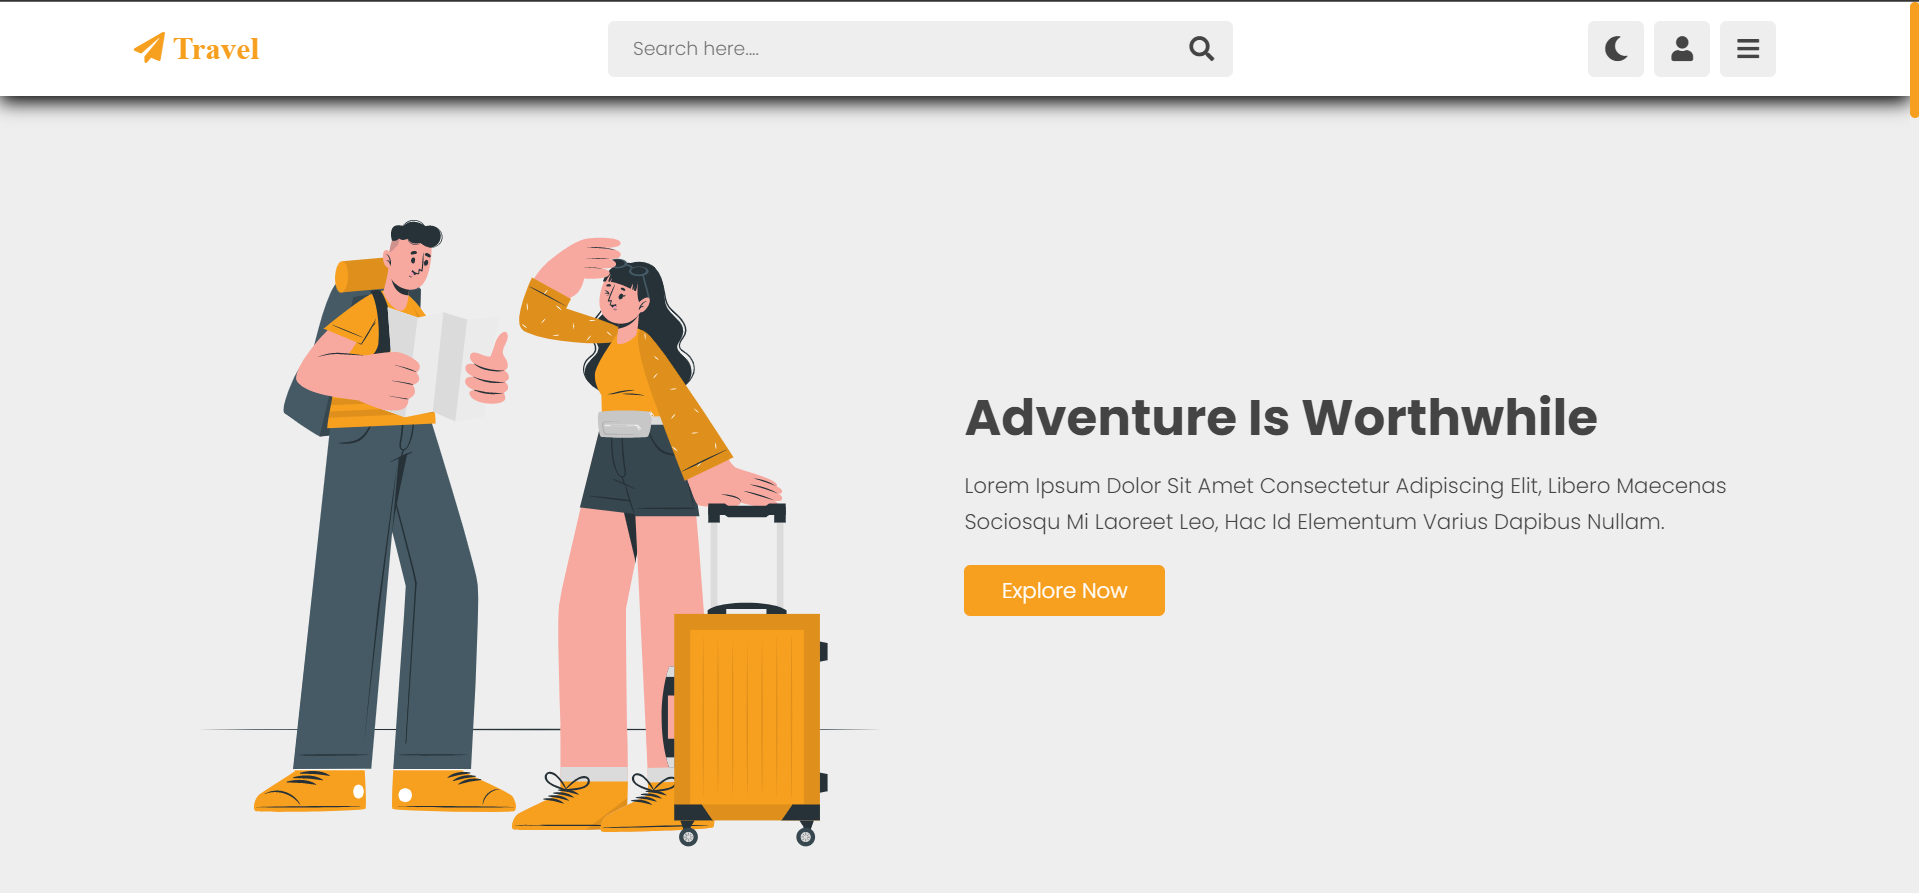 Travel
Search here....
Adventure Is Worthwhile
Lorem Ipsum Dolor Sit Amet Consectetur Adipiscing Elit, Libero Maecenas
Sociosqu Mi Laoreet Leo, Hac Id Elementum Varius Dapibus Nullam.
Explore Now